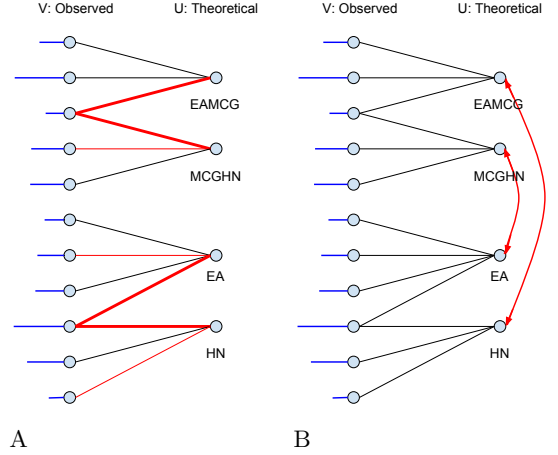 V: Observed U: Theoretical V: Observed U: Theoretical
EAMCG EAMCG
MCGHN MCGHN
EA EA
HN HN
A B